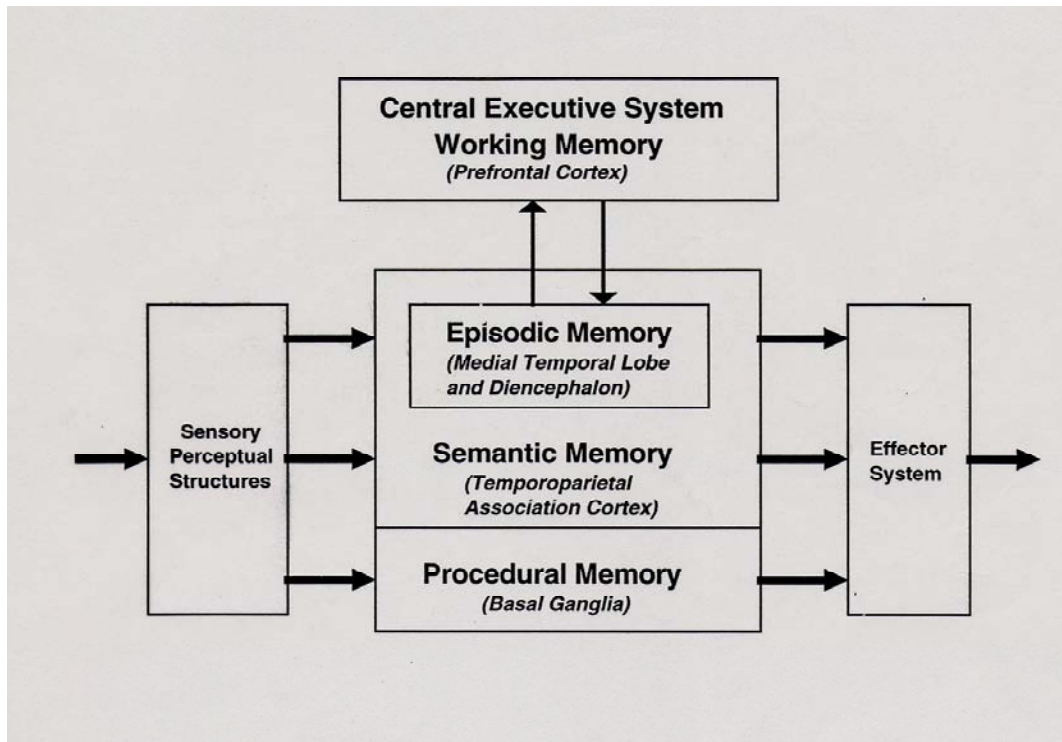 Central Executive System
Working Memory
(Prefrontal Cortex)
Episodic Memory
(Medial Temporal Lobe
and Diencephalon)
Sensory
Perceptual
Structures
Semantic Memory
(Temporoparietal
Association Cortex)
Effector
System
Procedural Memory
(Basal Ganglia)